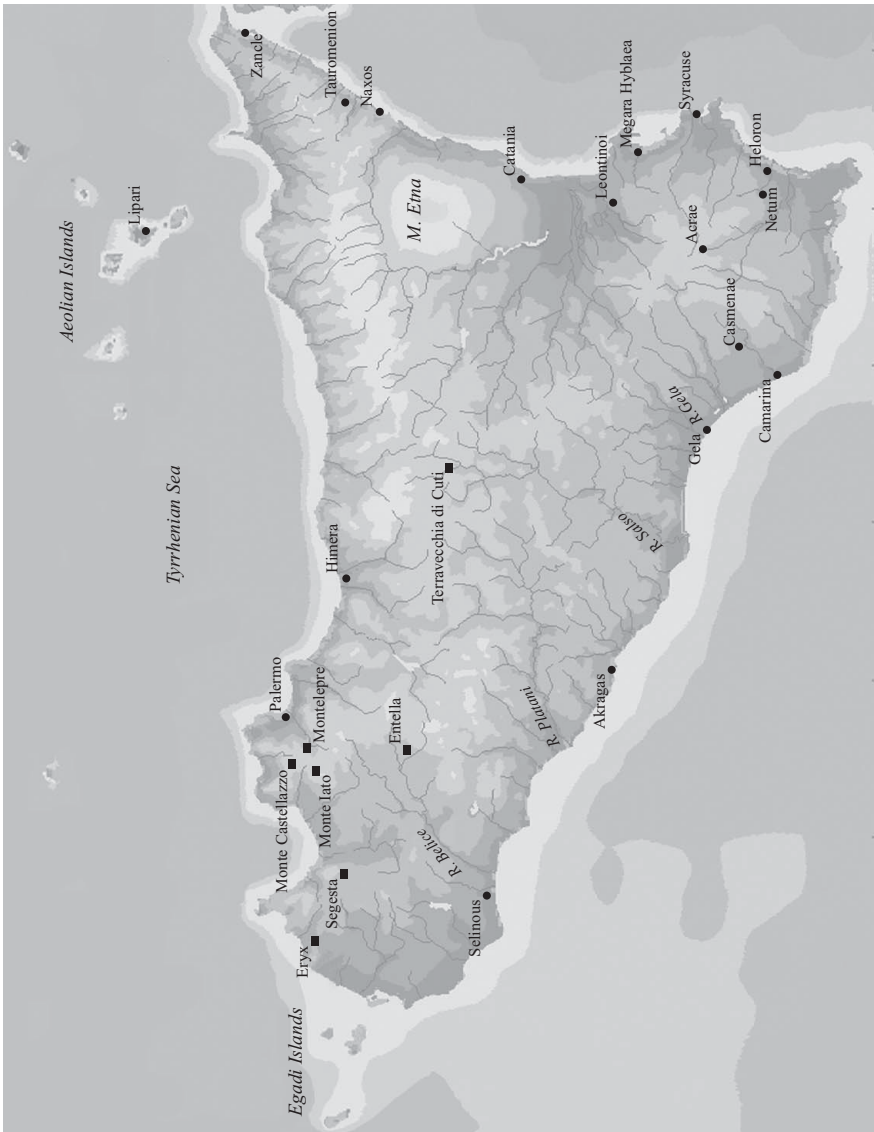 Aeolian Islands
Lipari
Tyrrhenian Sea
Zancle
Tauromenion
Naxos
M. Etna
Catania
Leontinoi
Megara Hyblaea
Syracuse
Acrae
Heloron
Netum
Casmenae
Camarina
R. Gela
Gela
R. Salso
Terravecchia di Cuti
Himera
Palermo
Montelepre
Monte Castellazzo
Monte Iato
Entella
R. Platani
Akragas
R. Belice
Segesta
Eryx
Selinous
Egadi Islands